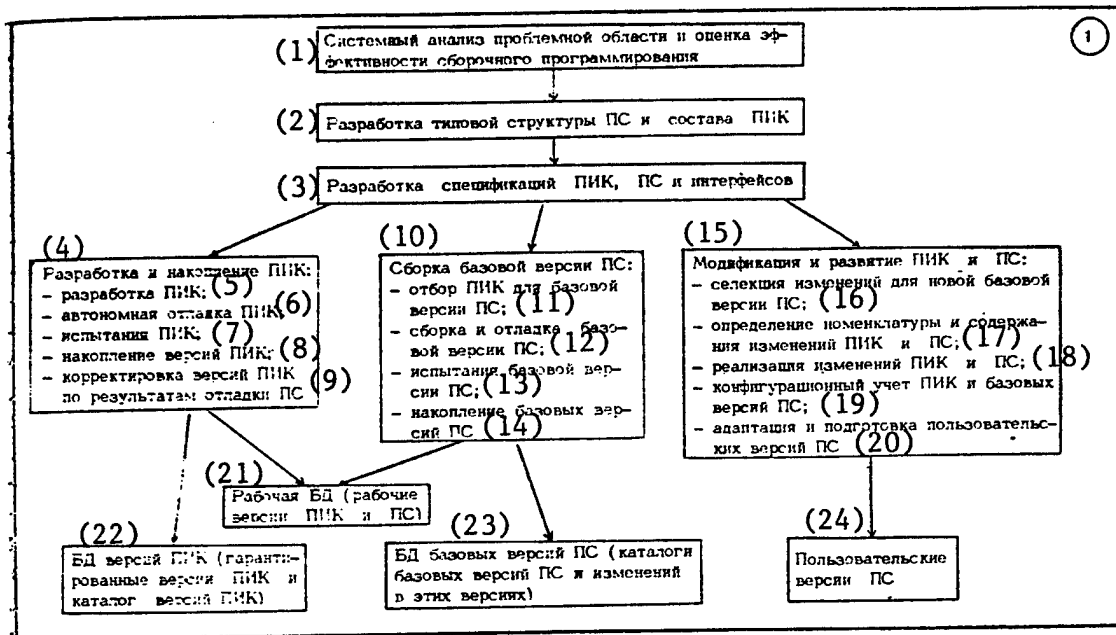 1
(1) Системный анализ проблемной области и оценка эф-
фективности сборочного программирования
(2) Разработка типовой структуры ПС и состава ПИК
(3) Разработка спецификаций ПИК, ПС и интерфейсов
(4)
Разработка и накопление ПИК:
- разработка ПИК; (5)
- автономная отладка ПИК; (6)
- испытания ПИК; (7)
- накопление версий ПИК; (8)
- корректировка версий ПИК (9)
по результатам отладки ПС
(10)
Сборка базовой версии ПС:
- отбор ПИК для базовой
версии ПС; (11)
- сборка и отладка базо-
вой версии ПС; (12)
- испытания базовой вер-
сии ПС; (13)
- накопление базовых вер-
сий ПС (14)
(15)
Модификация и развитие ПИК и ПС:
- селекция изменений для новой базовой
версии ПС; (16)
- определение номенклатуры и содержа-
ния изменений ПИК и ПС; (17)
- реализация изменений ПИК и ПС; (18)
- конфигурационный учет ПИК и базовых
версий ПС; (19)
- адаптация и подготовка пользователь-
ских версий ПС (20)
(21)
Рабочая БД (рабочие
версии ПИК и ПС)
(22)
БД версий ПИК (гаранти-
рованные версии ПИК и
каталог версий ПИК)
(23)
БД базовых версий ПС (каталоги
базовых версий ПС и изменений
в этих версиях)
(24)
Пользовательские
версии ПС